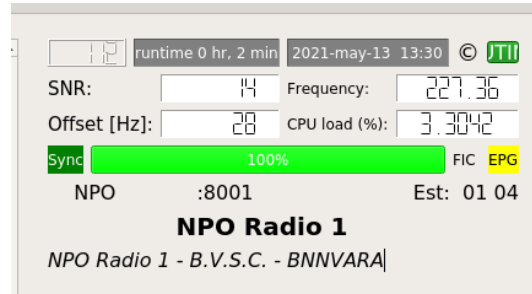 112 runtime 0 hr, 2 min 2021-may-13 13:30 ©
SNR: 14 Frequency: 227.36
Offset [Hz]: 28 CPU load (%): 3.3042
Sync 100% FIC EPG
NPO :8001 Est: 01 04
NPO Radio 1
NPO Radio 1 - B.V.S.C. - BNNVARA